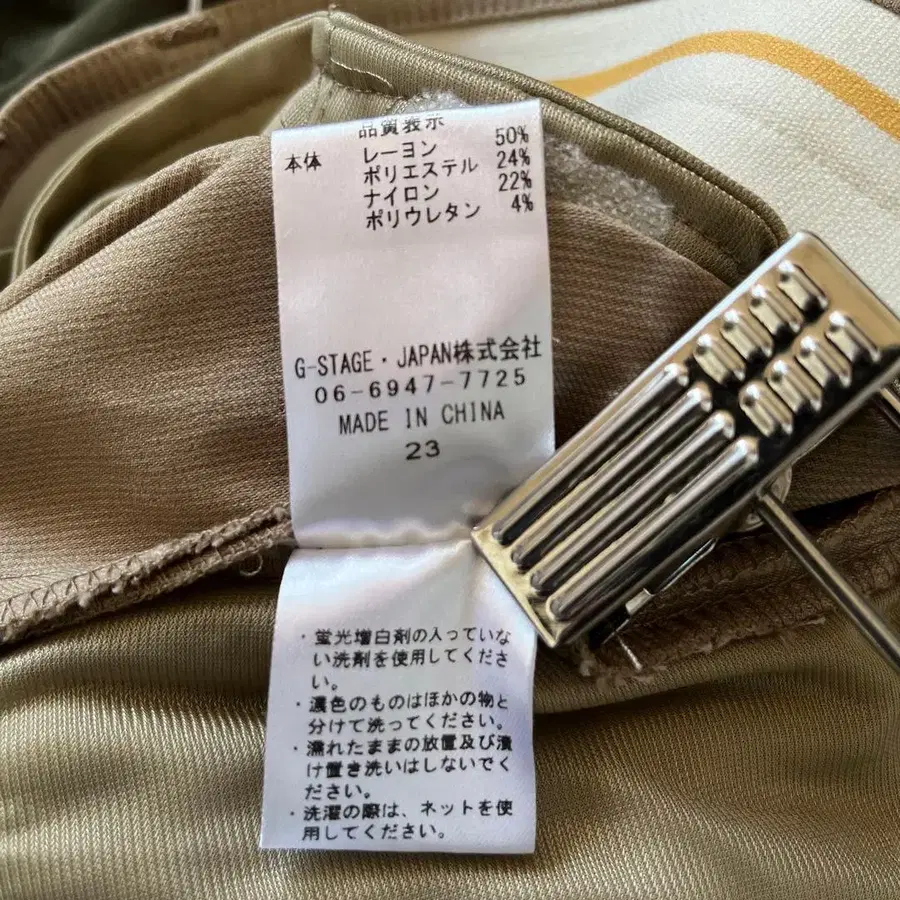 品質表示
本体 レーヨン 50%
ポリエステル 24%
ナイロン 22%
ポリウレタン 4%
G-STAGE・JAPAN株式会社
06-6947-7725
MADE IN CHINA
23
・蛍光増白剤の入っていな
い洗剤を使用してくださ
い。
・濃色のものはほかの物と
分けて洗ってください。
・濡れたままの放置及び漬
け置き洗いはしないでく
ださい。
・洗濯の際は、ネットを使
用してください。